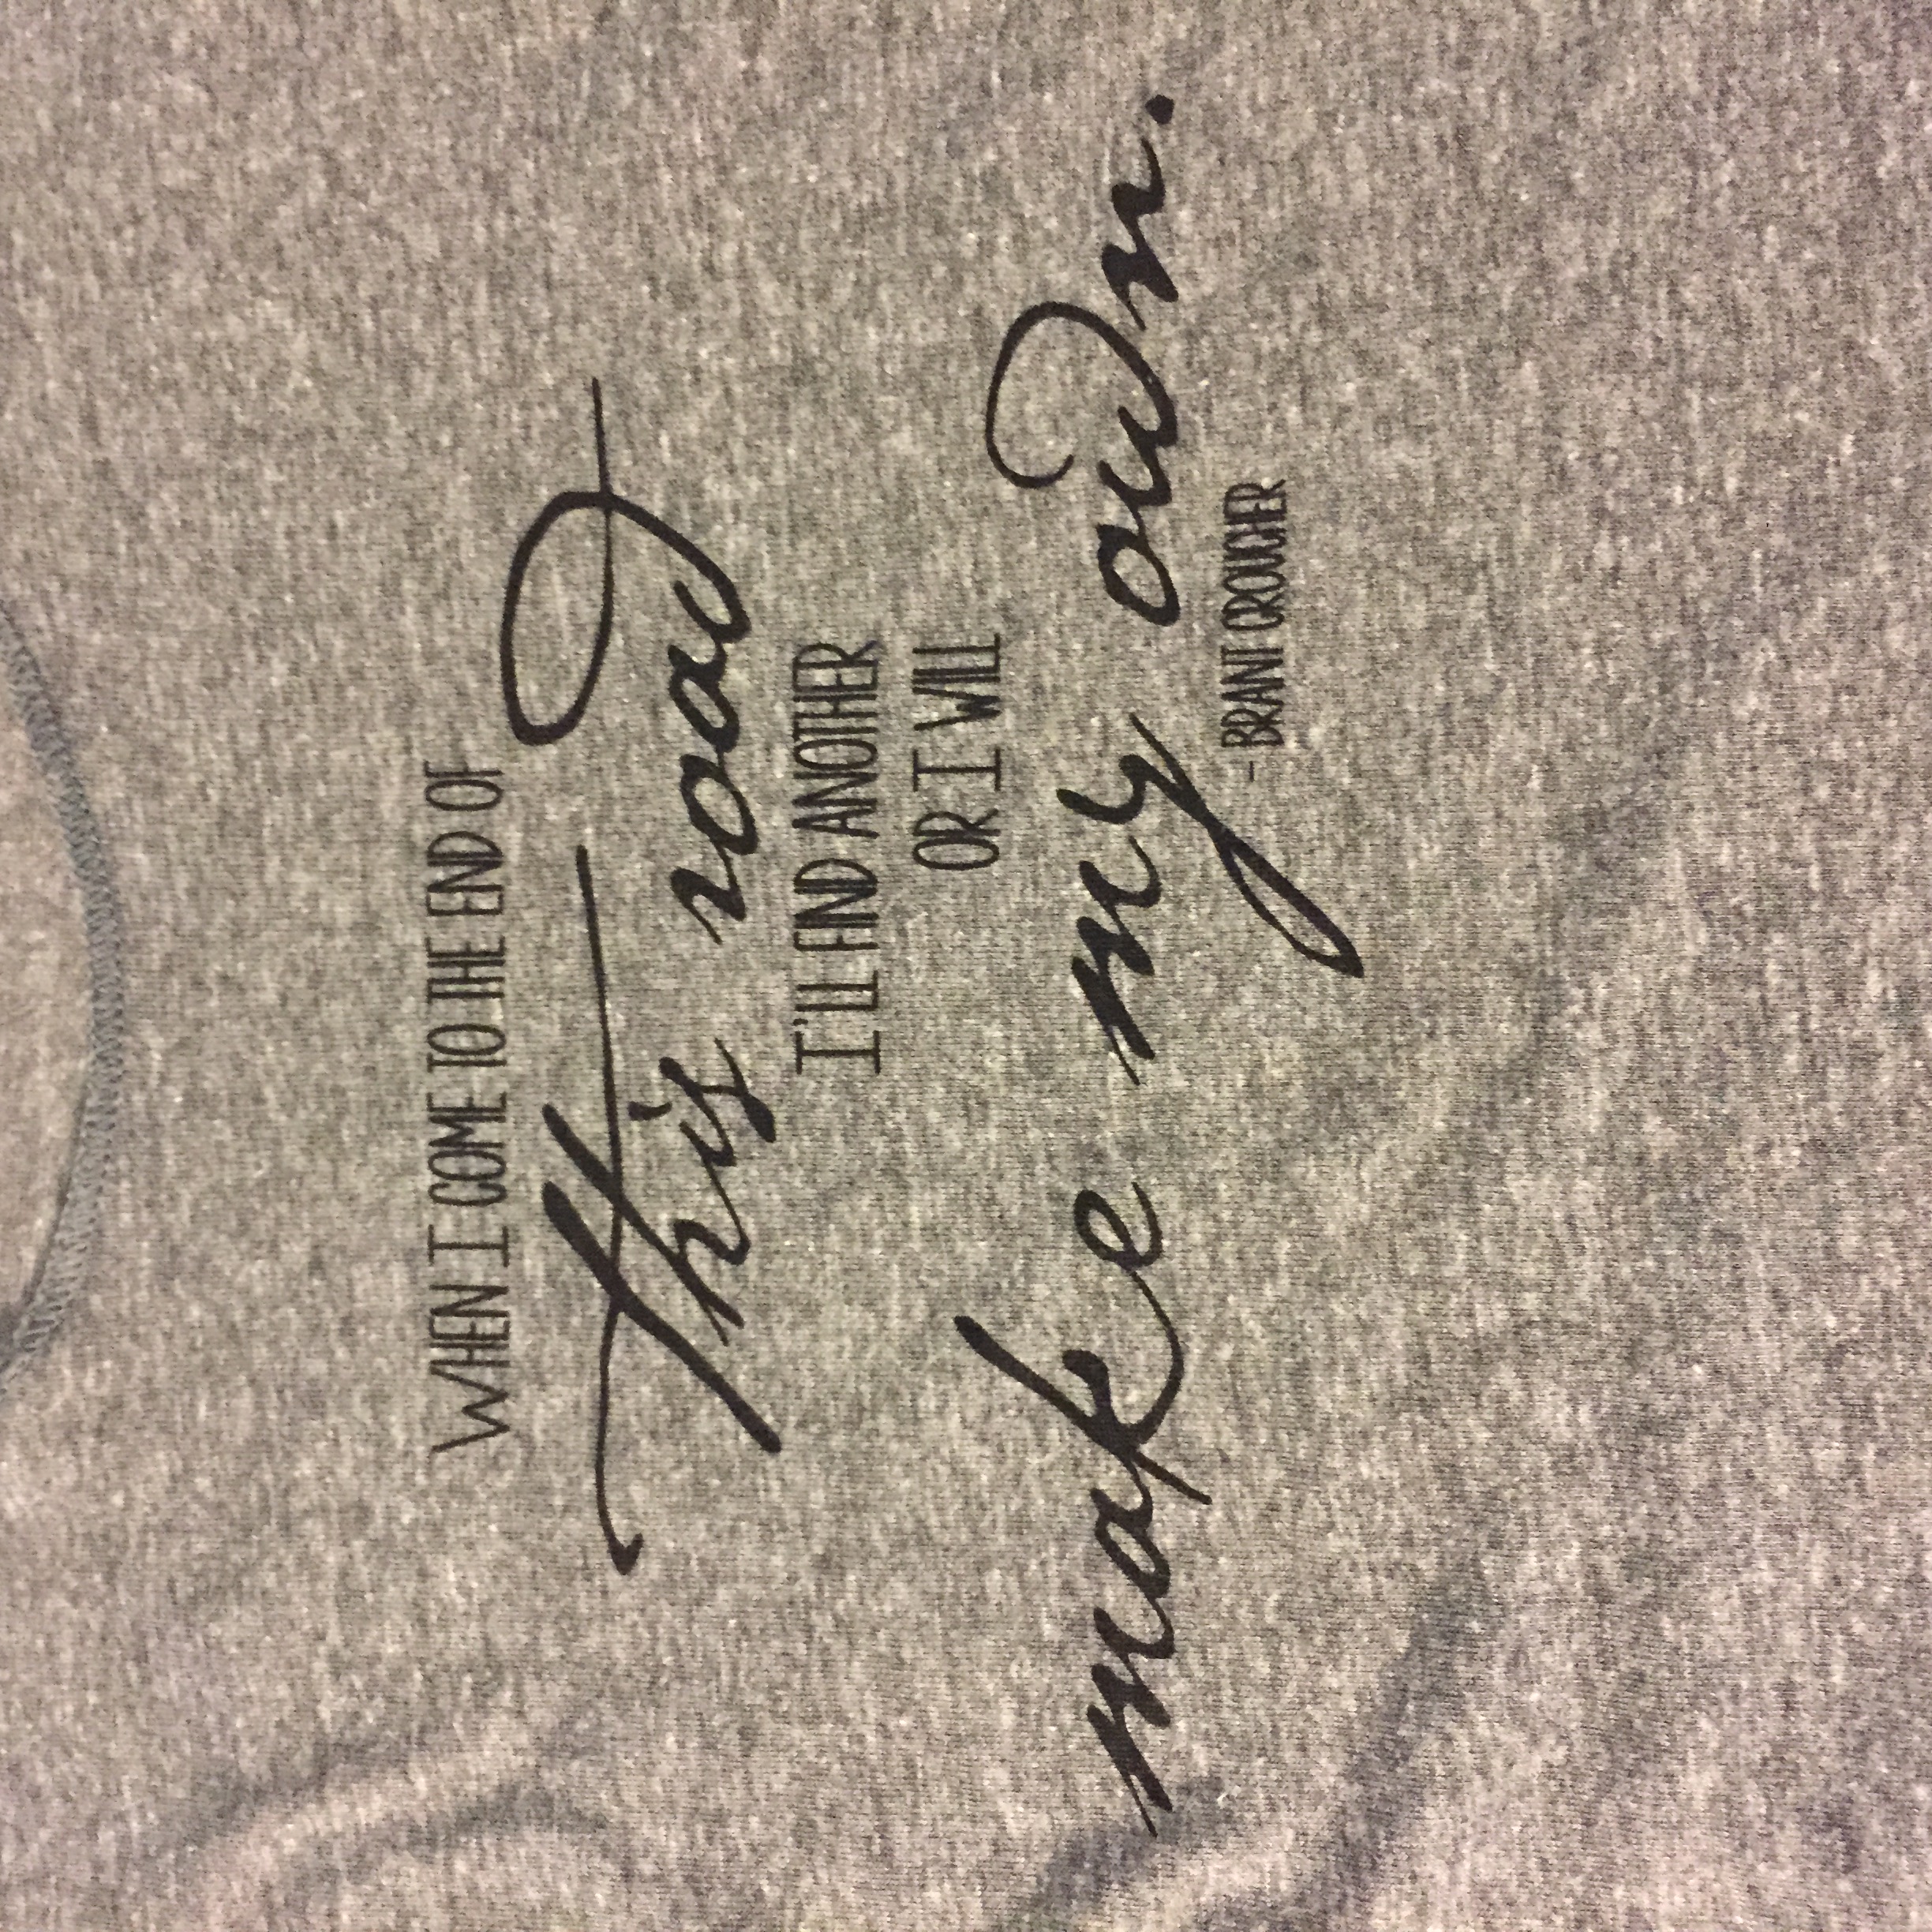 WHEN I COME TO THE END OF
this road
I'LL FIND ANOTHER
OR I WILL
make my own.
- BRANT CROUCHER